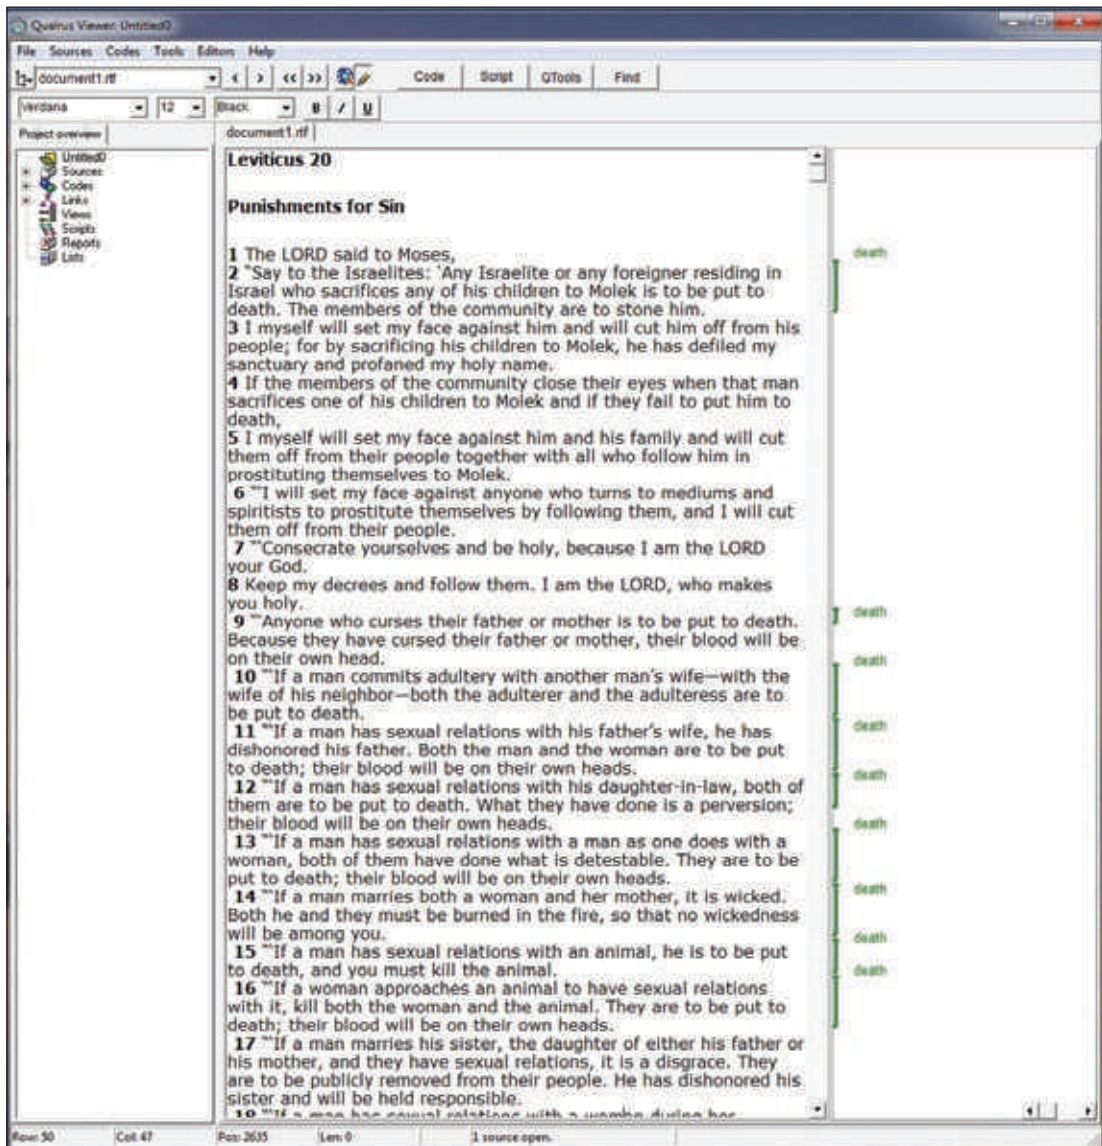 Quirkos Viewer: Untitled0
File Sources Codes Tools Editors Help
document1.rtf < > << >> Code Script QTools Find
Verdana 12 Black B I U
Project overview
document1.rtf
Untitled0
Sources
Codes
Links
Views
Scripts
Reports
Lists
Leviticus 20
Punishments for Sin
1 The LORD said to Moses,
2 "Say to the Israelites: 'Any Israelite or any foreigner residing in
Israel who sacrifices any of his children to Molek is to be put to
death. The members of the community are to stone him.
3 I myself will set my face against him and will cut him off from his
people; for by sacrificing his children to Molek, he has defiled my
sanctuary and profaned my holy name.
4 If the members of the community close their eyes when that man
sacrifices one of his children to Molek and if they fail to put him to
death,
5 I myself will set my face against him and his family and will cut
them off from their people together with all who follow him in
prostituting themselves to Molek.
6 "'I will set my face against anyone who turns to mediums and
spiritists to prostitute themselves by following them, and I will cut
them off from their people.
7 "'Consecrate yourselves and be holy, because I am the LORD
your God.
8 Keep my decrees and follow them. I am the LORD, who makes
you holy.
9 "'Anyone who curses their father or mother is to be put to death.
Because they have cursed their father or mother, their blood will be
on their own head.
10 "'If a man commits adultery with another man's wife—with the
wife of his neighbor—both the adulterer and the adulteress are to
be put to death.
11 "'If a man has sexual relations with his father's wife, he has
dishonored his father. Both the man and the woman are to be put
to death; their blood will be on their own heads.
12 "'If a man has sexual relations with his daughter-in-law, both of
them are to be put to death. What they have done is a perversion;
their blood will be on their own heads.
13 "'If a man has sexual relations with a man as one does with a
woman, both of them have done what is detestable. They are to be
put to death; their blood will be on their own heads.
14 "'If a man marries both a woman and her mother, it is wicked.
Both he and they must be burned in the fire, so that no wickedness
will be among you.
15 "'If a man has sexual relations with an animal, he is to be put
to death, and you must kill the animal.
16 "'If a woman approaches an animal to have sexual relations
with it, kill both the woman and the animal. They are to be put to
death; their blood will be on their own heads.
17 "'If a man marries his sister, the daughter of either his father or
his mother, and they have sexual relations, it is a disgrace. They
are to be publicly removed from their people. He has dishonored his
sister and will be held responsible.
18 "'If a man has sexual relations with a woman during her
death
death
death
death
death
death
death
death
death
Row: 50 Col: 47 Pos: 2635 Len: 0 1 source open.